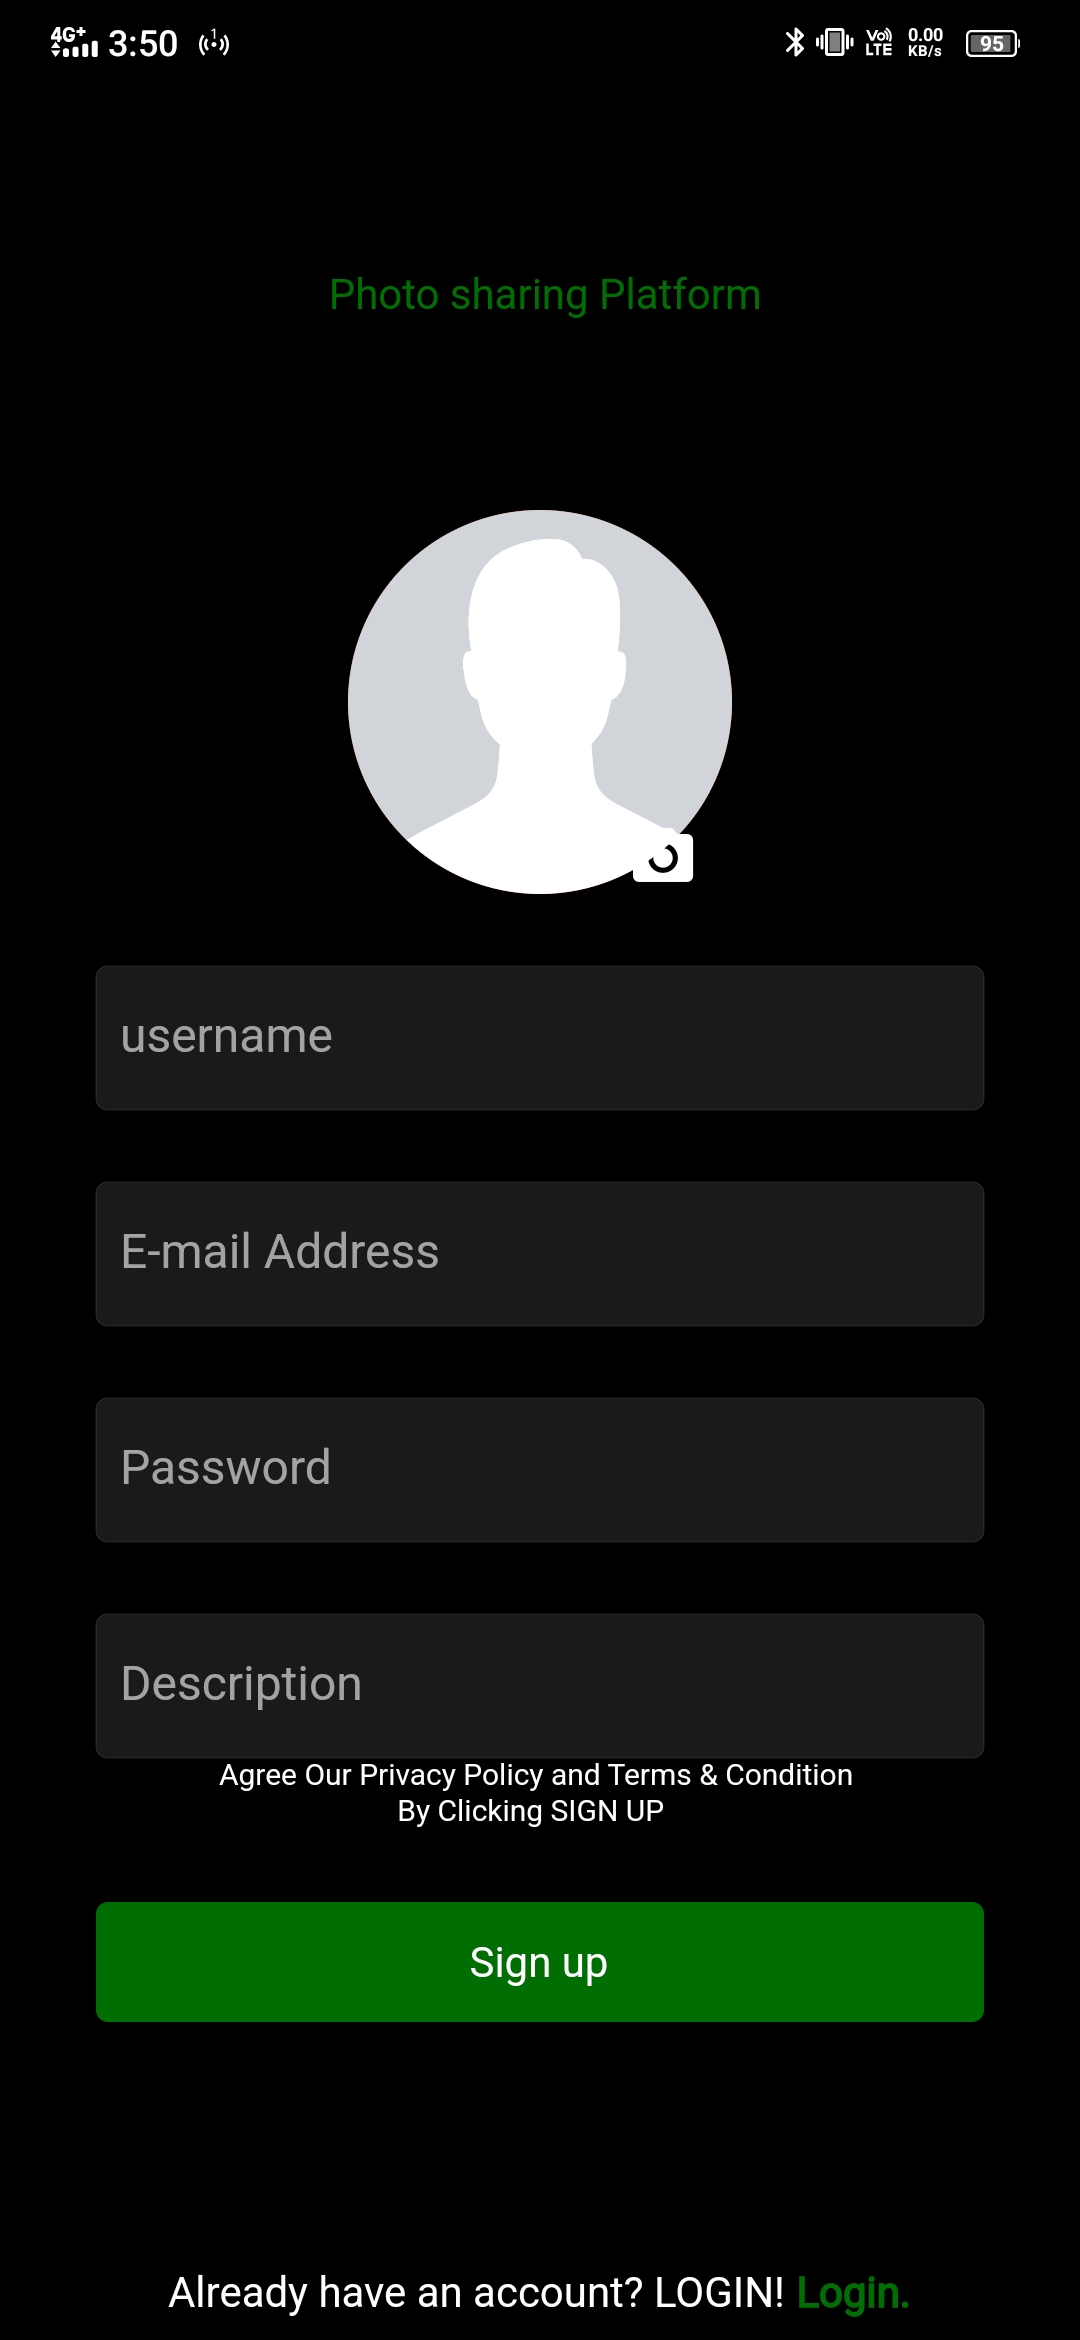 4G+ 3:50 1 Vo) LTE 0.00 KB/s 95
Photo sharing Platform
username
E-mail Address
Password
Description
Agree Our Privacy Policy and Terms & Condition
By Clicking SIGN UP
Sign up
Already have an account? LOGIN! Login.